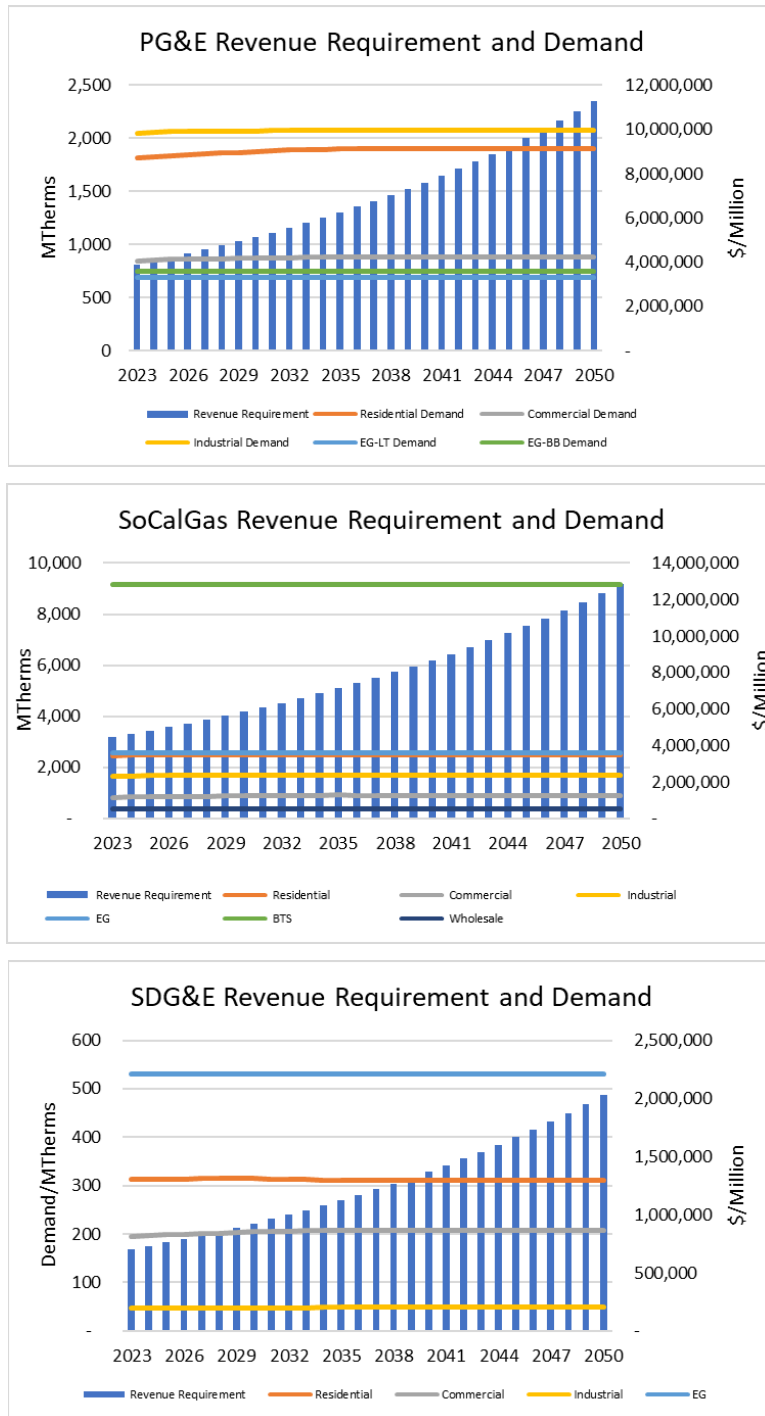 PG&E Revenue Requirement and Demand
2,500 12,000,000
2,000 10,000,000
1,500 8,000,000
1,000 6,000,000
500 4,000,000
0 2,000,000
-
MTherms
$/Million
2023 2026 2029 2032 2035 2038 2041 2044 2047 2050
Revenue Requirement Residential Demand Commercial Demand
Industrial Demand EG-LT Demand EG-BB Demand
SoCalGas Revenue Requirement and Demand
10,000 14,000,000
8,000 12,000,000
6,000 10,000,000
4,000 8,000,000
2,000 6,000,000
- 4,000,000
2,000,000
-
MTherms
$/Million
2023 2026 2029 2032 2035 2038 2041 2044 2047 2050
Revenue Requirement Residential Commercial Industrial
EG BTS Wholesale
SDG&E Revenue Requirement and Demand
600 2,500,000
500 2,000,000
400 1,500,000
300 1,000,000
200 500,000
100 -
-
Demand/MTherms
$/Million
2023 2026 2029 2032 2035 2038 2041 2044 2047 2050
Revenue Requirement Residential Commercial Industrial EG